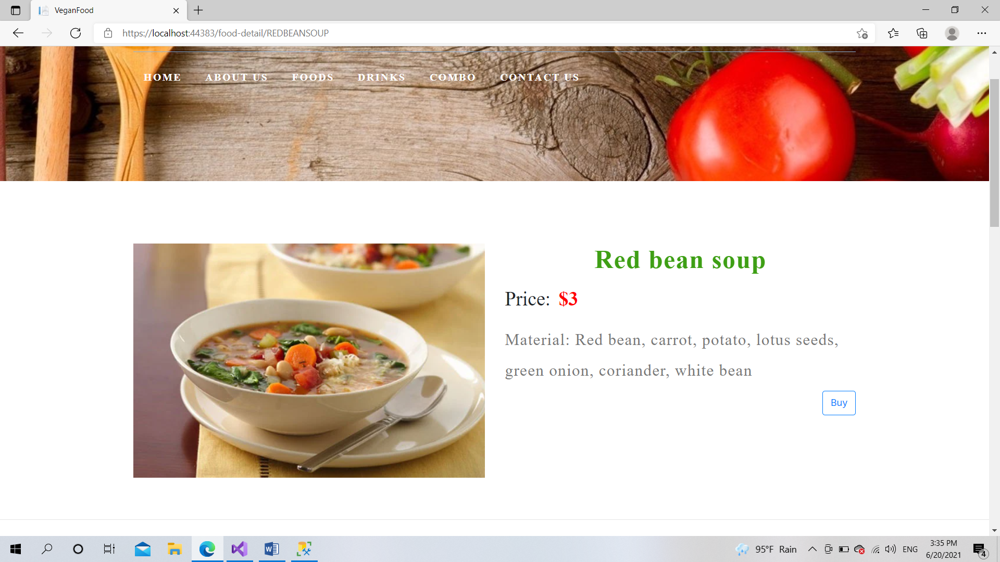 VeganFood
https://localhost:44383/food-detail/REDBEANSOUP
HOME ABOUT US FOODS DRINKS COMBO CONTACT US
Red bean soup
Price: $3
Material: Red bean, carrot, potato, lotus seeds,
green onion, coriander, white bean
Buy
95°F Rain
ENG
3:35 PM
6/20/2021
4